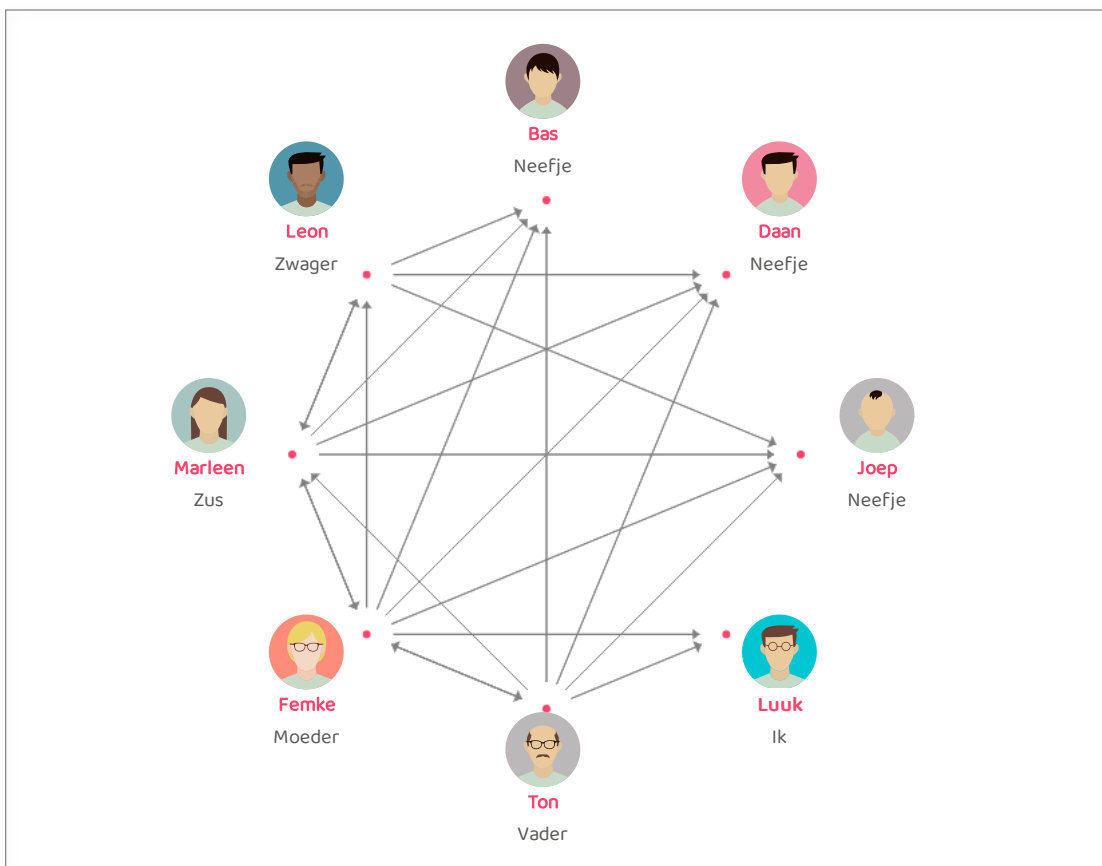 Bas
Neefje
Leon
Zwager
Daan
Neefje
Marleen
Zus
Joep
Neefje
Femke
Moeder
Luuk
Ik
Ton
Vader